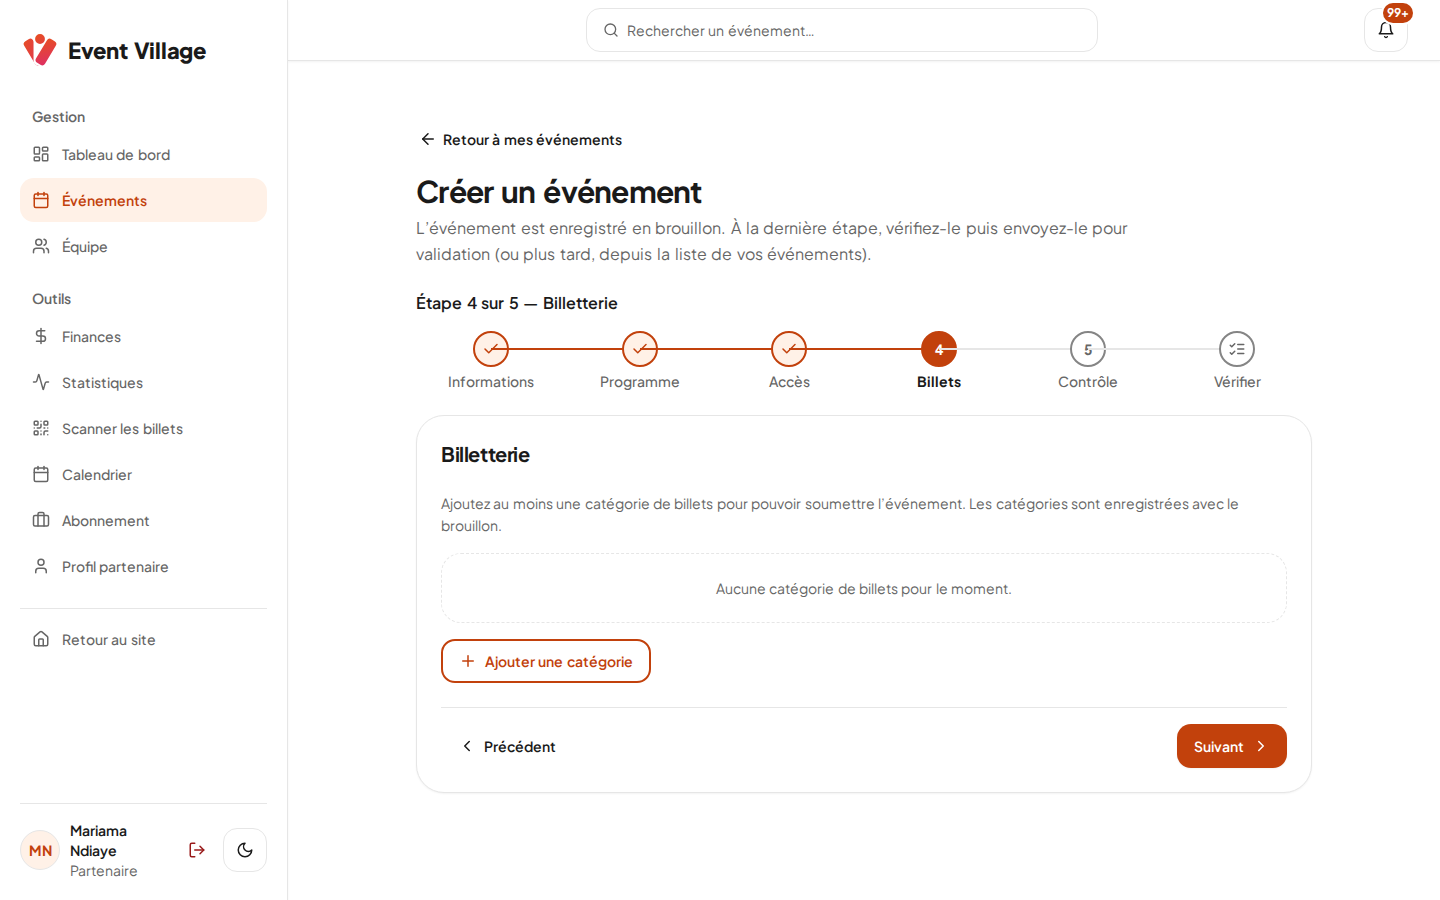 Event Village
Rechercher un événement…
99+
Gestion
Tableau de bord
Événements
Équipe
Outils
Finances
Statistiques
Scanner les billets
Calendrier
Abonnement
Profil partenaire
Retour au site
MN
Mariama
Ndiaye
Partenaire
Retour à mes événements
Créer un événement
L’événement est enregistré en brouillon. À la dernière étape, vérifiez-le puis envoyez-le pour
validation (ou plus tard, depuis la liste de vos événements).
Étape 4 sur 5 — Billetterie
4
5
Informations
Programme
Accès
Billets
Contrôle
Vérifier
Billetterie
Ajoutez au moins une catégorie de billets pour pouvoir soumettre l’événement. Les catégories sont enregistrées avec le
brouillon.
Aucune catégorie de billets pour le moment.
Ajouter une catégorie
Précédent
Suivant